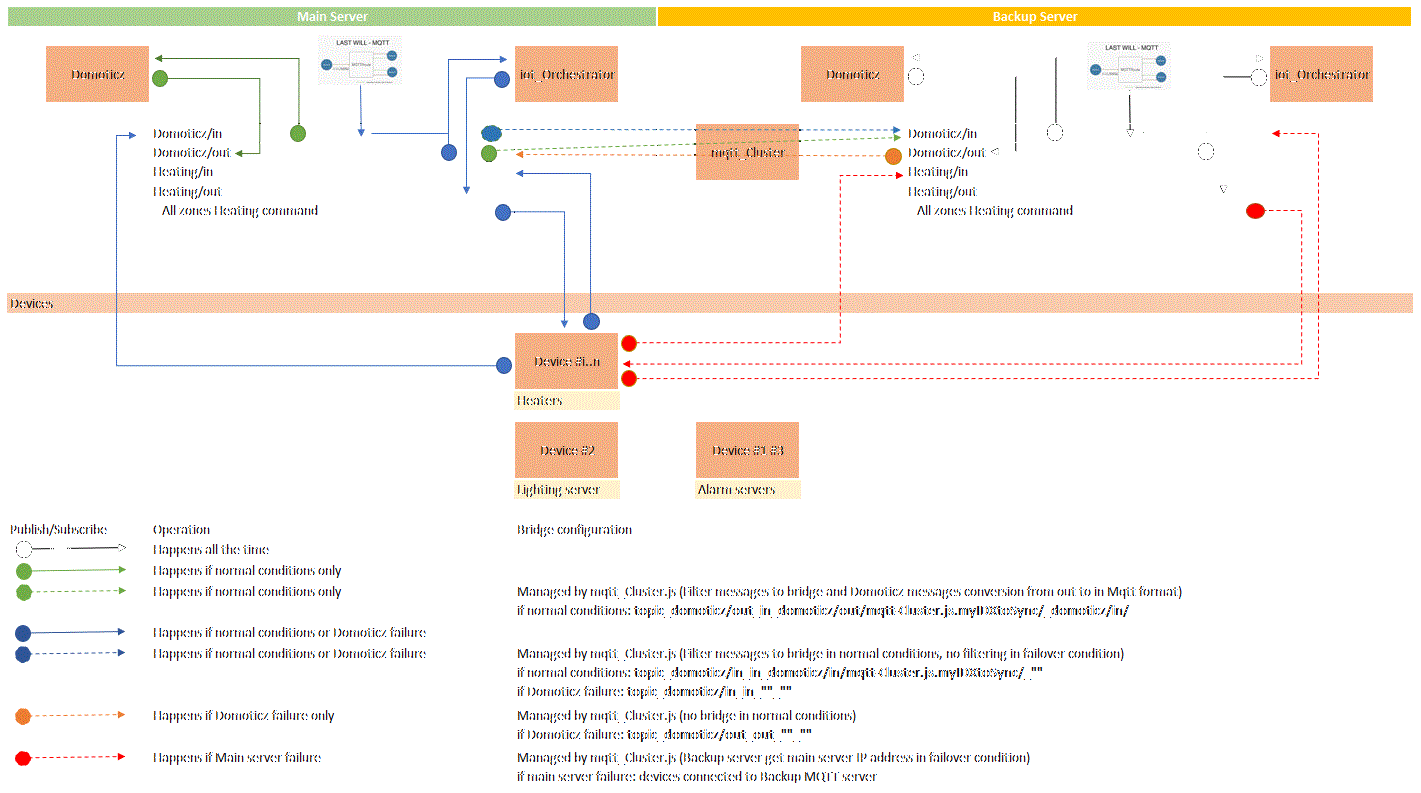 Main Server
Backup Server
Domoticz
LAST WILL - MQTT
iot_Orchestrator
Domoticz
LAST WILL - MQTT
iot_Orchestrator
Domoticz/in
Domoticz/out
Heating/in
Heating/out
All zones Heating command
mqtt_Cluster
Domoticz/in
Domoticz/out
Heating/in
Heating/out
All zones Heating command
Devices
Device #i..n
Heaters
Device #2
Lighting server
Device #1 #3
Alarm servers
Publish/Subscribe
Operation
Bridge configuration
Happens all the time
Happens if normal conditions only
Happens if normal conditions only
Managed by mqtt_Cluster.js (Filter messages to bridge and Domoticz messages conversion from out to in Mqtt format)
if normal conditions: topic_domoticz/out_in_domoticz/out/mqtt-Cluster.js.myIDXtoSync/_domoticz/in/
Happens if normal conditions or Domoticz failure
Happens if normal conditions or Domoticz failure
Managed by mqtt_Cluster.js (Filter messages to bridge in normal conditions, no filtering in failover condition)
if normal conditions: topic_domoticz/in_in_domoticz/in/mqtt-Cluster.js.myIDXtoSync/_""
if Domoticz failure: topic_domoticz/in_in_""_""
Happens if Domoticz failure only
Managed by mqtt_Cluster.js (no bridge in normal conditions)
if Domoticz failure: topic_domoticz/out_out_""_""
Happens if Main server failure
Managed by mqtt_Cluster.js (Backup server get main server IP address in failover condition)
if main server failure: devices connected to Backup MQTT server